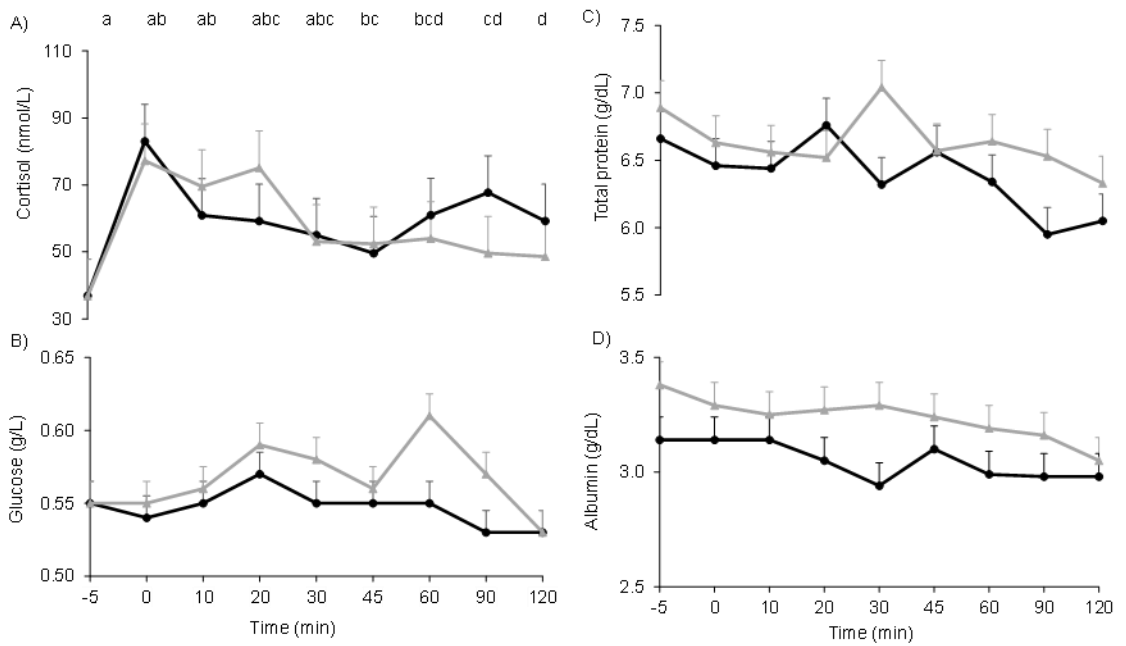 A) a ab ab abc abc bc bcd cd d
Cortisol (nmol/L)
110
90
70
50
30
B)
Glucose (g/L)
0.65
0.60
0.55
0.50
-5 0 10 20 30 45 60 90 120
Time (min)
C)
Total protein (g/dL)
7.5
7.0
6.5
6.0
5.5
D)
Albumin (g/dL)
3.5
3.0
2.5
-5 0 10 20 30 45 60 90 120
Time (min)